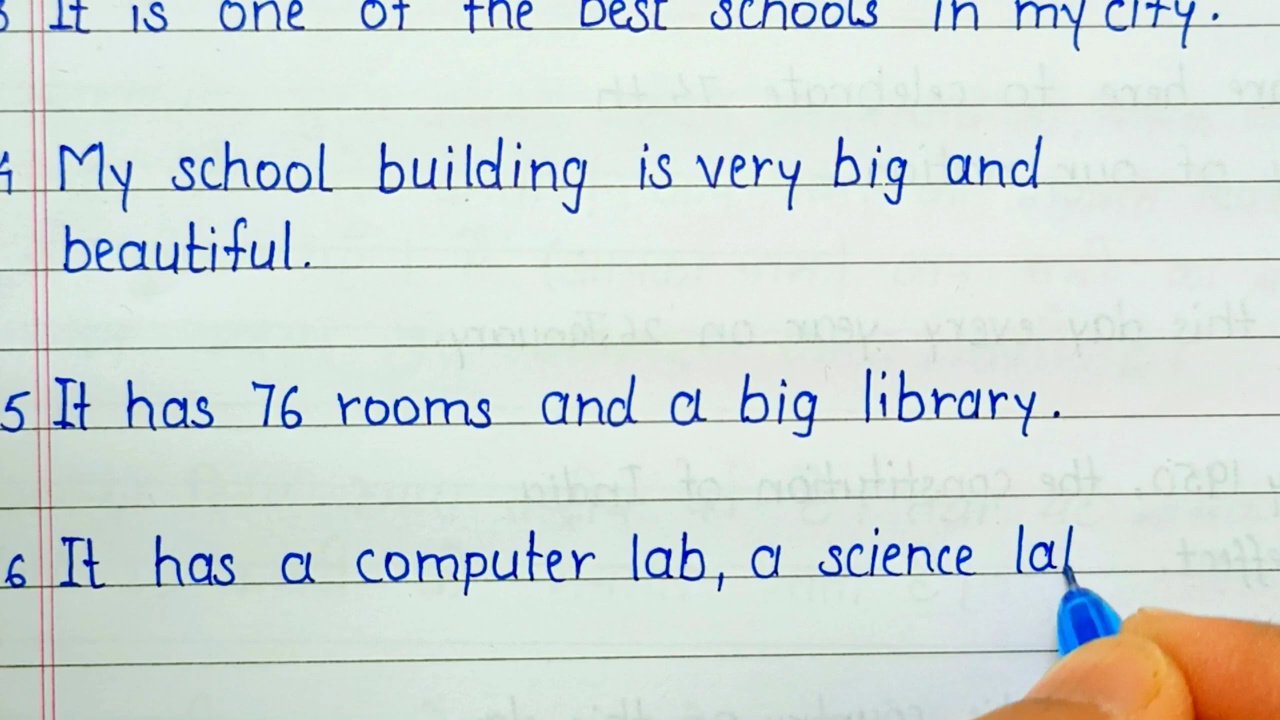 3 It is one of the best schools in my city.
4 My school building is very big and
beautiful.
5 It has 76 rooms and a big library.
6 It has a computer lab, a science la